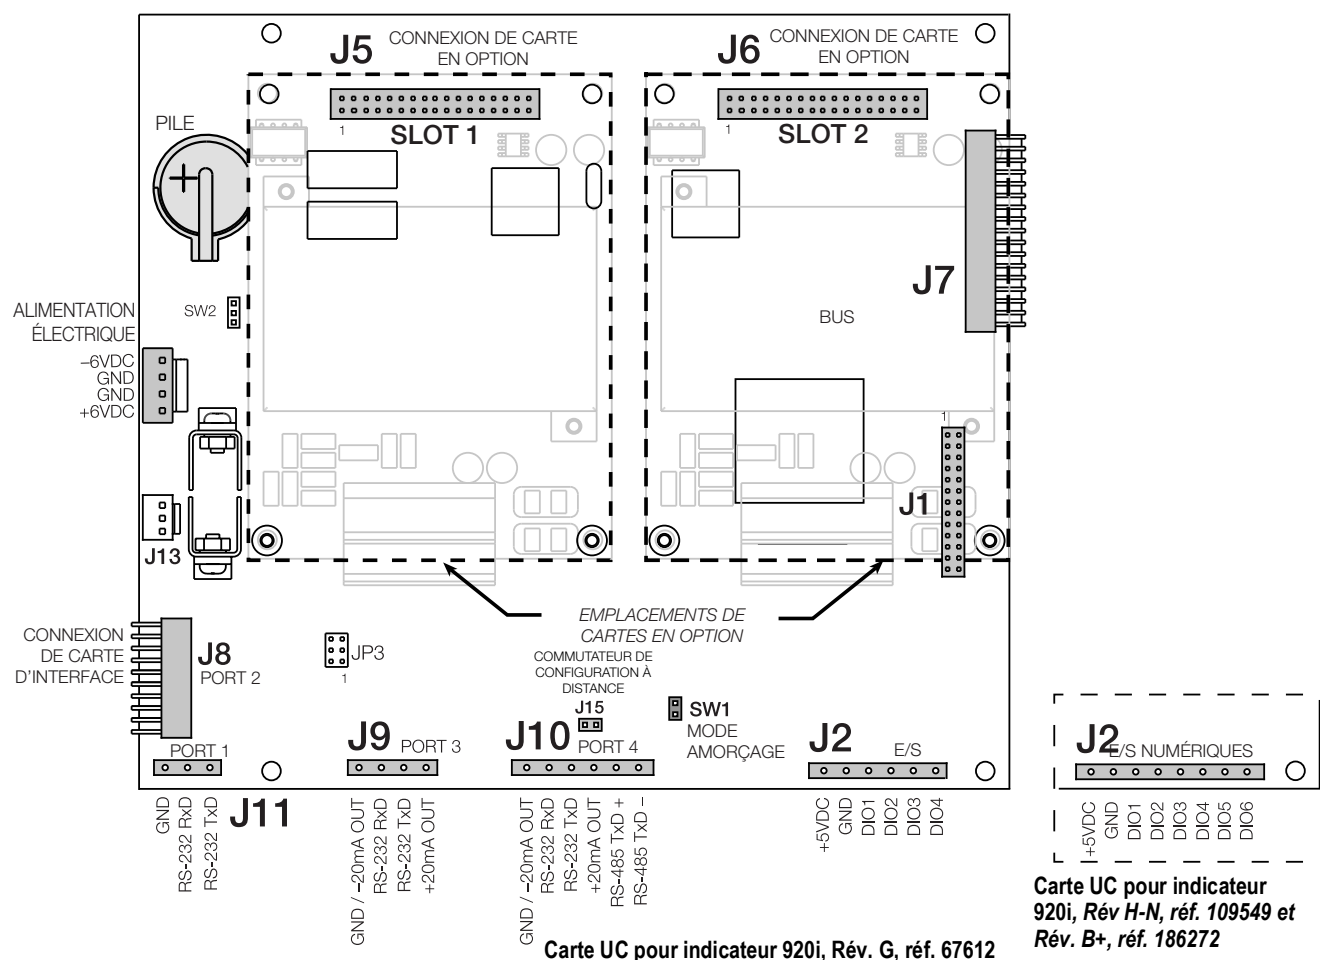 J5
CONNEXION DE CARTE
EN OPTION
J6
CONNEXION DE CARTE
EN OPTION
1
SLOT 1
1
SLOT 2
PILE
+
J7
ALIMENTATION
ÉLECTRIQUE
SW2
BUS
–6VDC
GND
GND
+6VDC
1
J1
J13
EMPLACEMENTS DE
CARTES EN OPTION
CONNEXION
DE CARTE
D'INTERFACE
J8
PORT 2
JP3
1
COMMUTATEUR DE
CONFIGURATION À
DISTANCE
J15
SW1
MODE
AMORÇAGE
PORT 1
J9 PORT 3
J10 PORT 4
J2 E/S
J2
E/S NUMÉRIQUES
J11
GND
RS-232 RxD
RS-232 TxD
GND / –20mA OUT
RS-232 RxD
RS-232 TxD
+20mA OUT
GND / –20mA OUT
RS-232 RxD
RS-232 TxD
+20mA OUT
RS-485 TxD +
RS-485 TxD –
+5VDC
GND
DIO1
DIO2
DIO3
DIO4
+5VDC
GND
DIO1
DIO2
DIO3
DIO4
DIO5
DIO6
Carte UC pour indicateur
920i, Rév H-N, réf. 109549 et
Rév. B+, réf. 186272
Carte UC pour indicateur 920i, Rév. G, réf. 67612